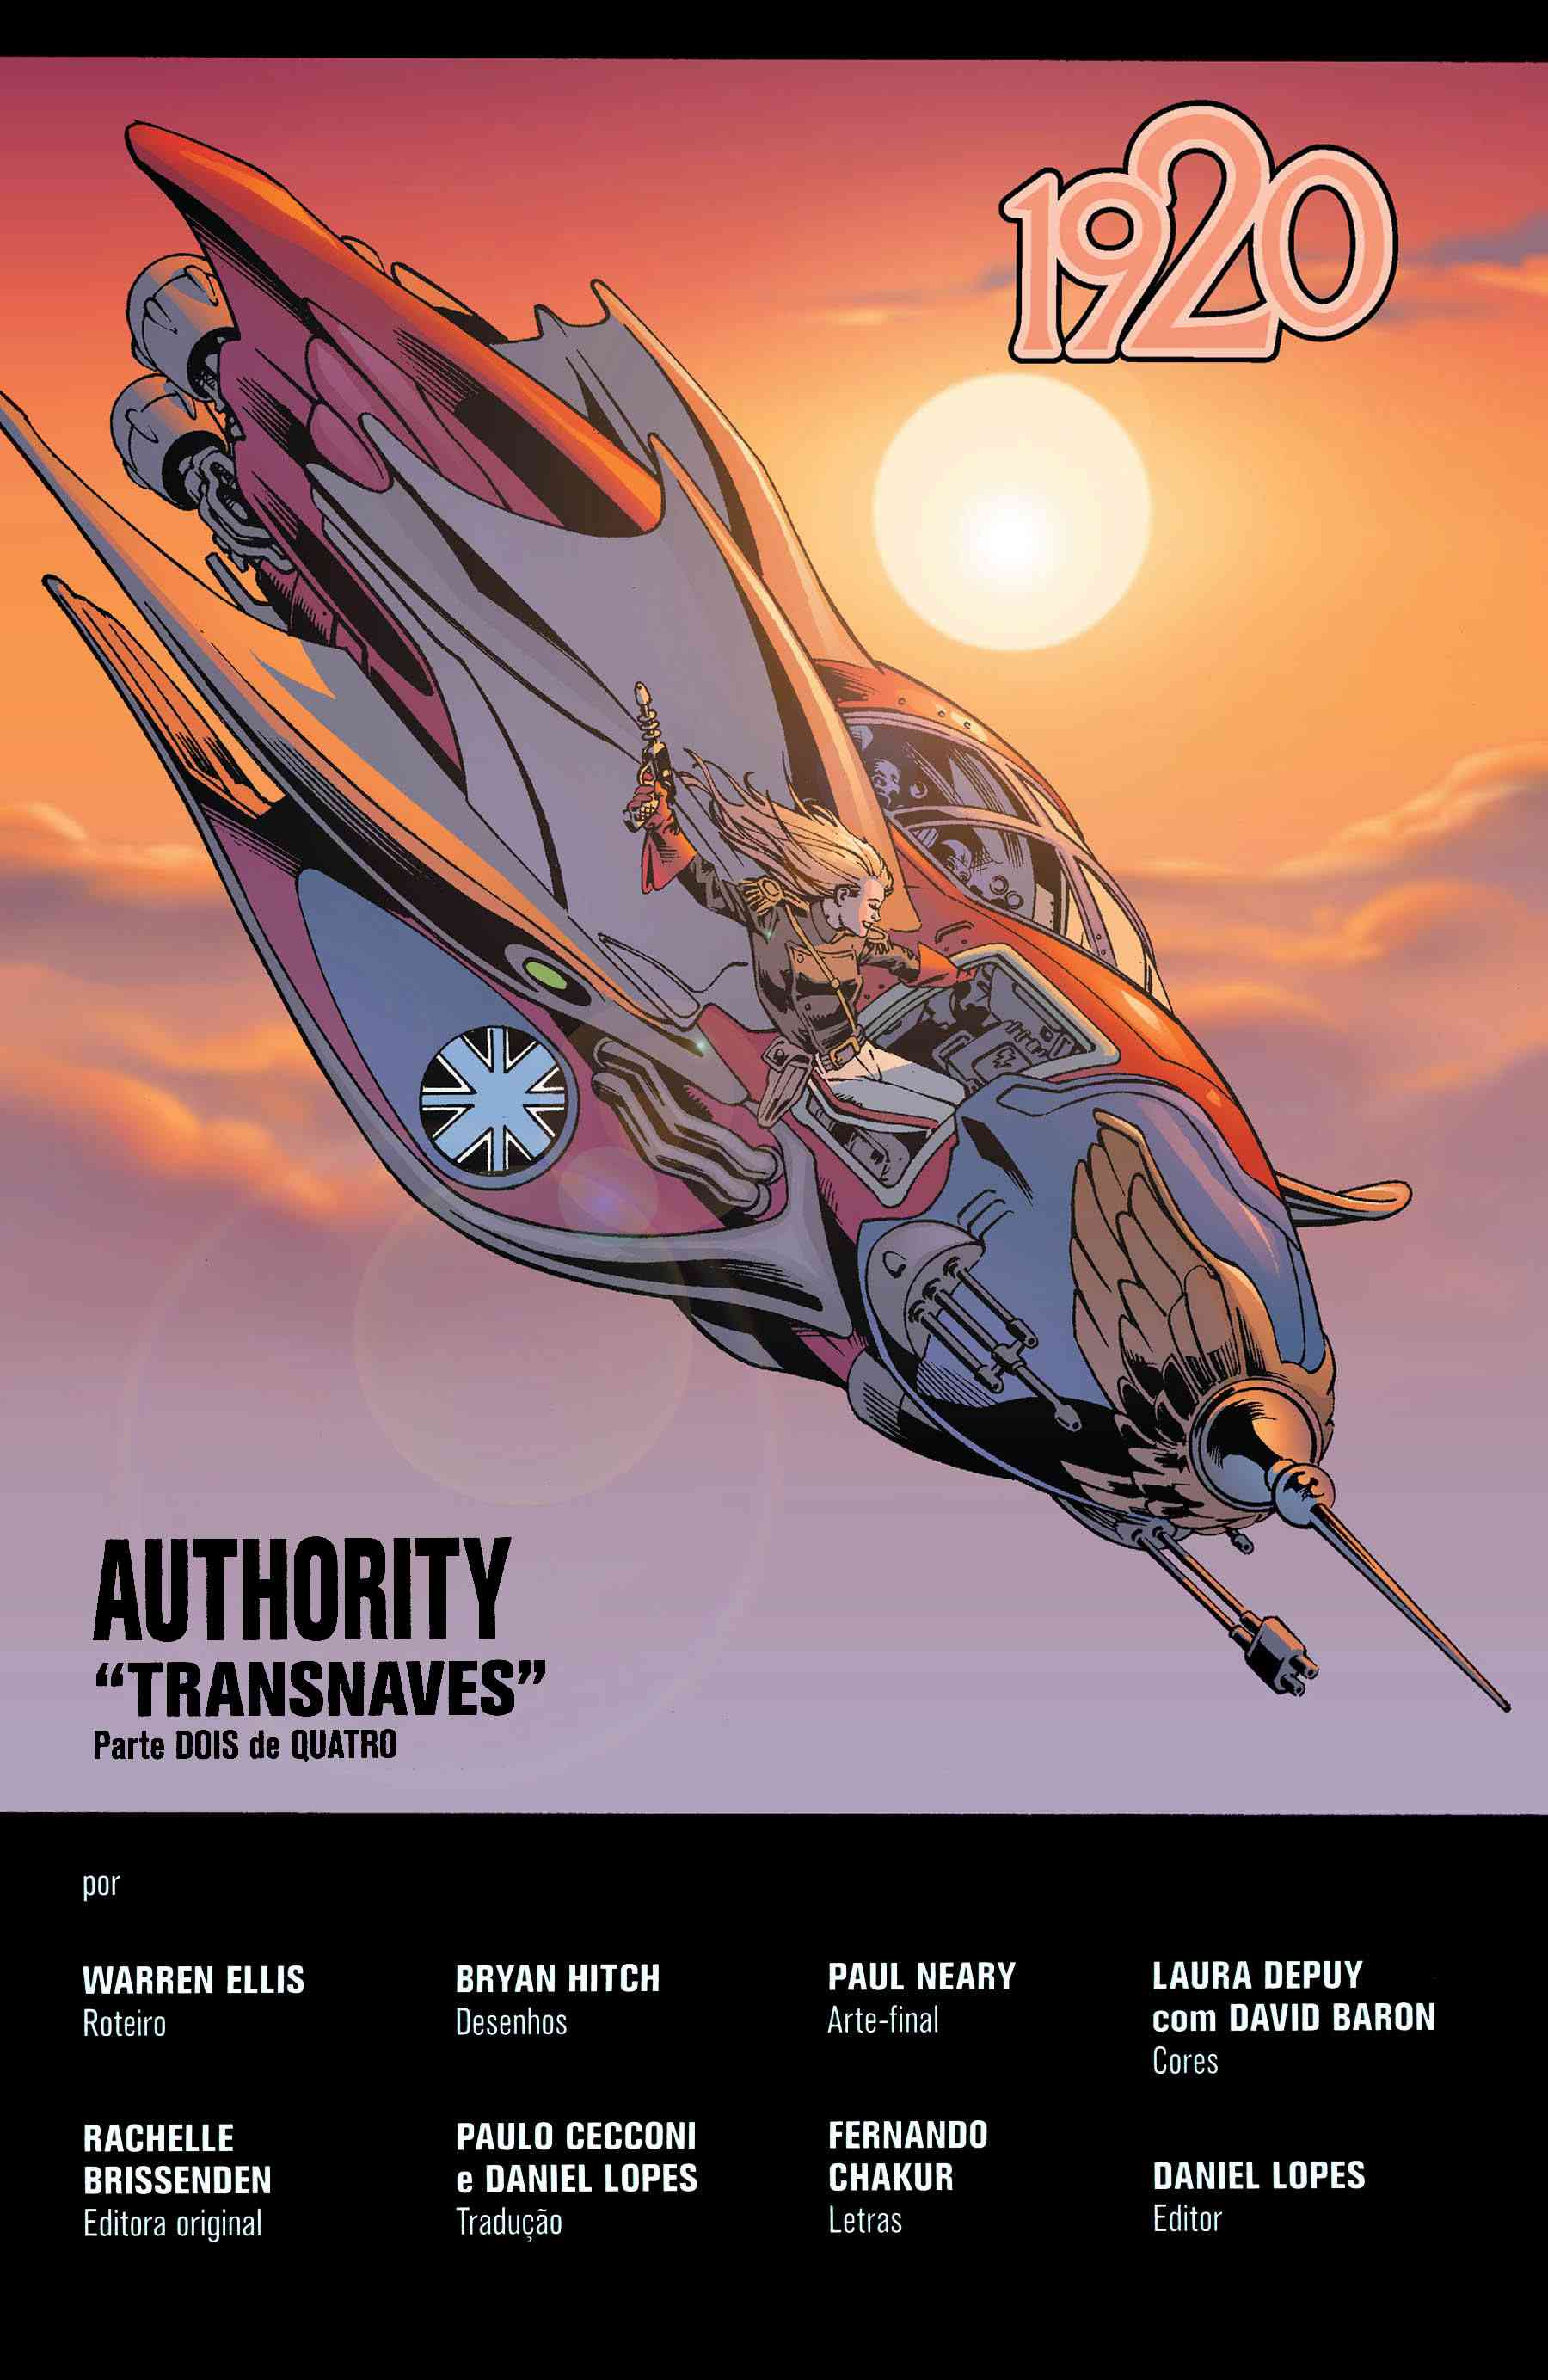 1920
AUTHORITY
“TRANSNAVES”
Parte DOIS de QUATRO
por
WARREN ELLIS
Roteiro
BRYAN HITCH
Desenhos
PAUL NEARY
Arte-final
LAURA DEPUY
com DAVID BARON
Cores
RACHELLE
BRISSENDEN
Editora original
PAULO CECCONI
e DANIEL LOPES
Tradução
FERNANDO
CHAKUR
Letras
DANIEL LOPES
Editor